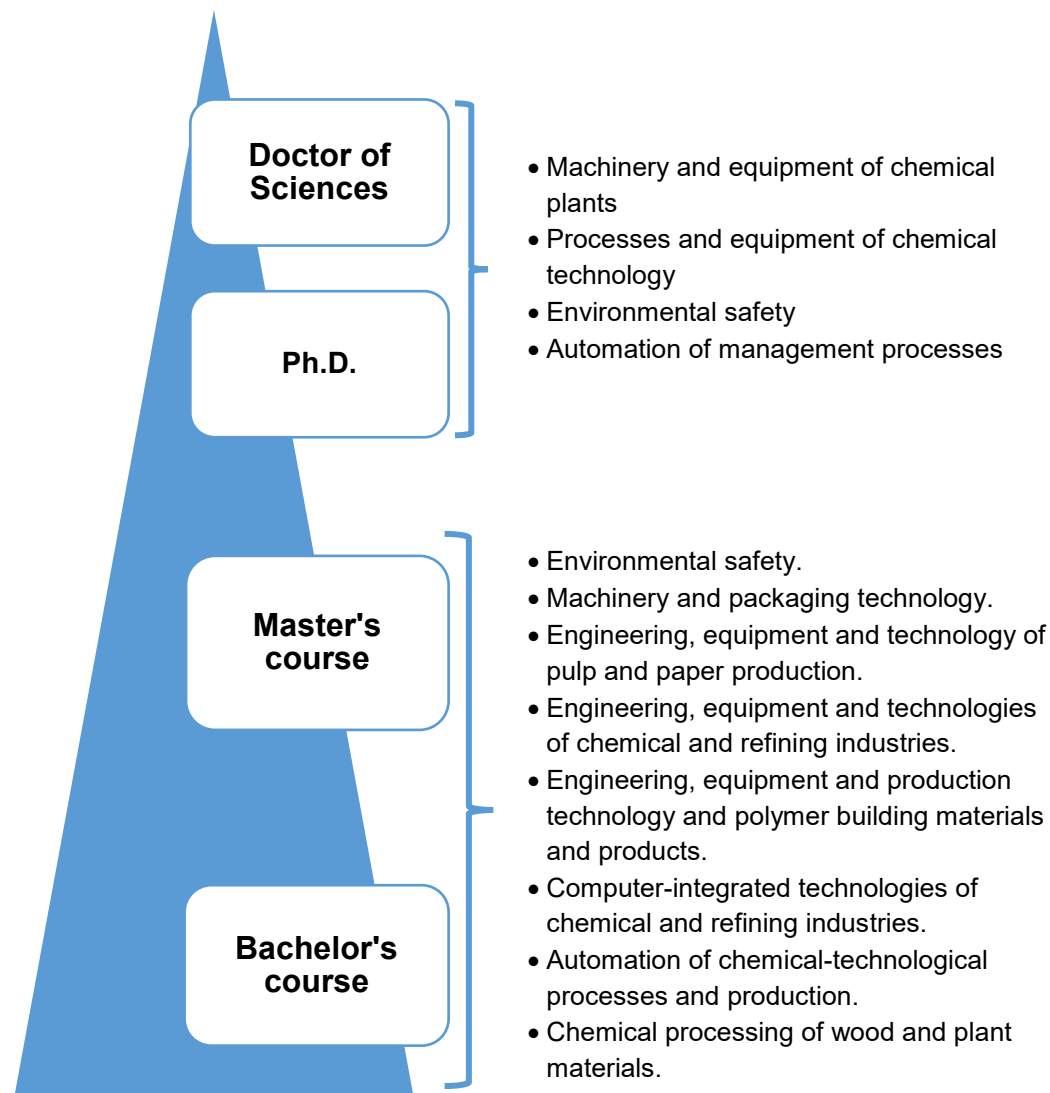 Doctor of
Sciences
Ph.D.
• Machinery and equipment of chemical
plants
• Processes and equipment of chemical
technology
• Environmental safety
• Automation of management processes
Master's
course
Bachelor's
course
• Environmental safety.
• Machinery and packaging technology.
• Engineering, equipment and technology of
pulp and paper production.
• Engineering, equipment and technologies
of chemical and refining industries.
• Engineering, equipment and production
technology and polymer building materials
and products.
• Computer-integrated technologies of
chemical and refining industries.
• Automation of chemical-technological
processes and production.
• Chemical processing of wood and plant
materials.